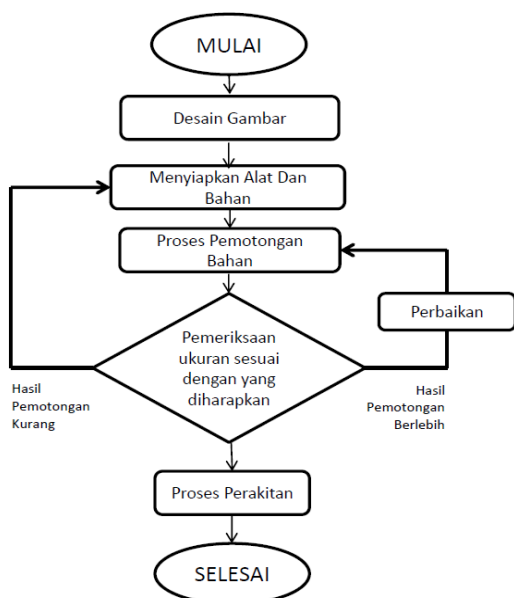 MULAI
Desain Gambar
Menyiapkan Alat Dan
Bahan
Proses Pemotongan
Bahan
Perbaikan
Pemeriksaan
ukuran sesuai
dengan yang
diharapkan
Hasil
Pemotongan
Kurang
Hasil
Pemotongan
Berlebih
Proses Perakitan
SELESAI